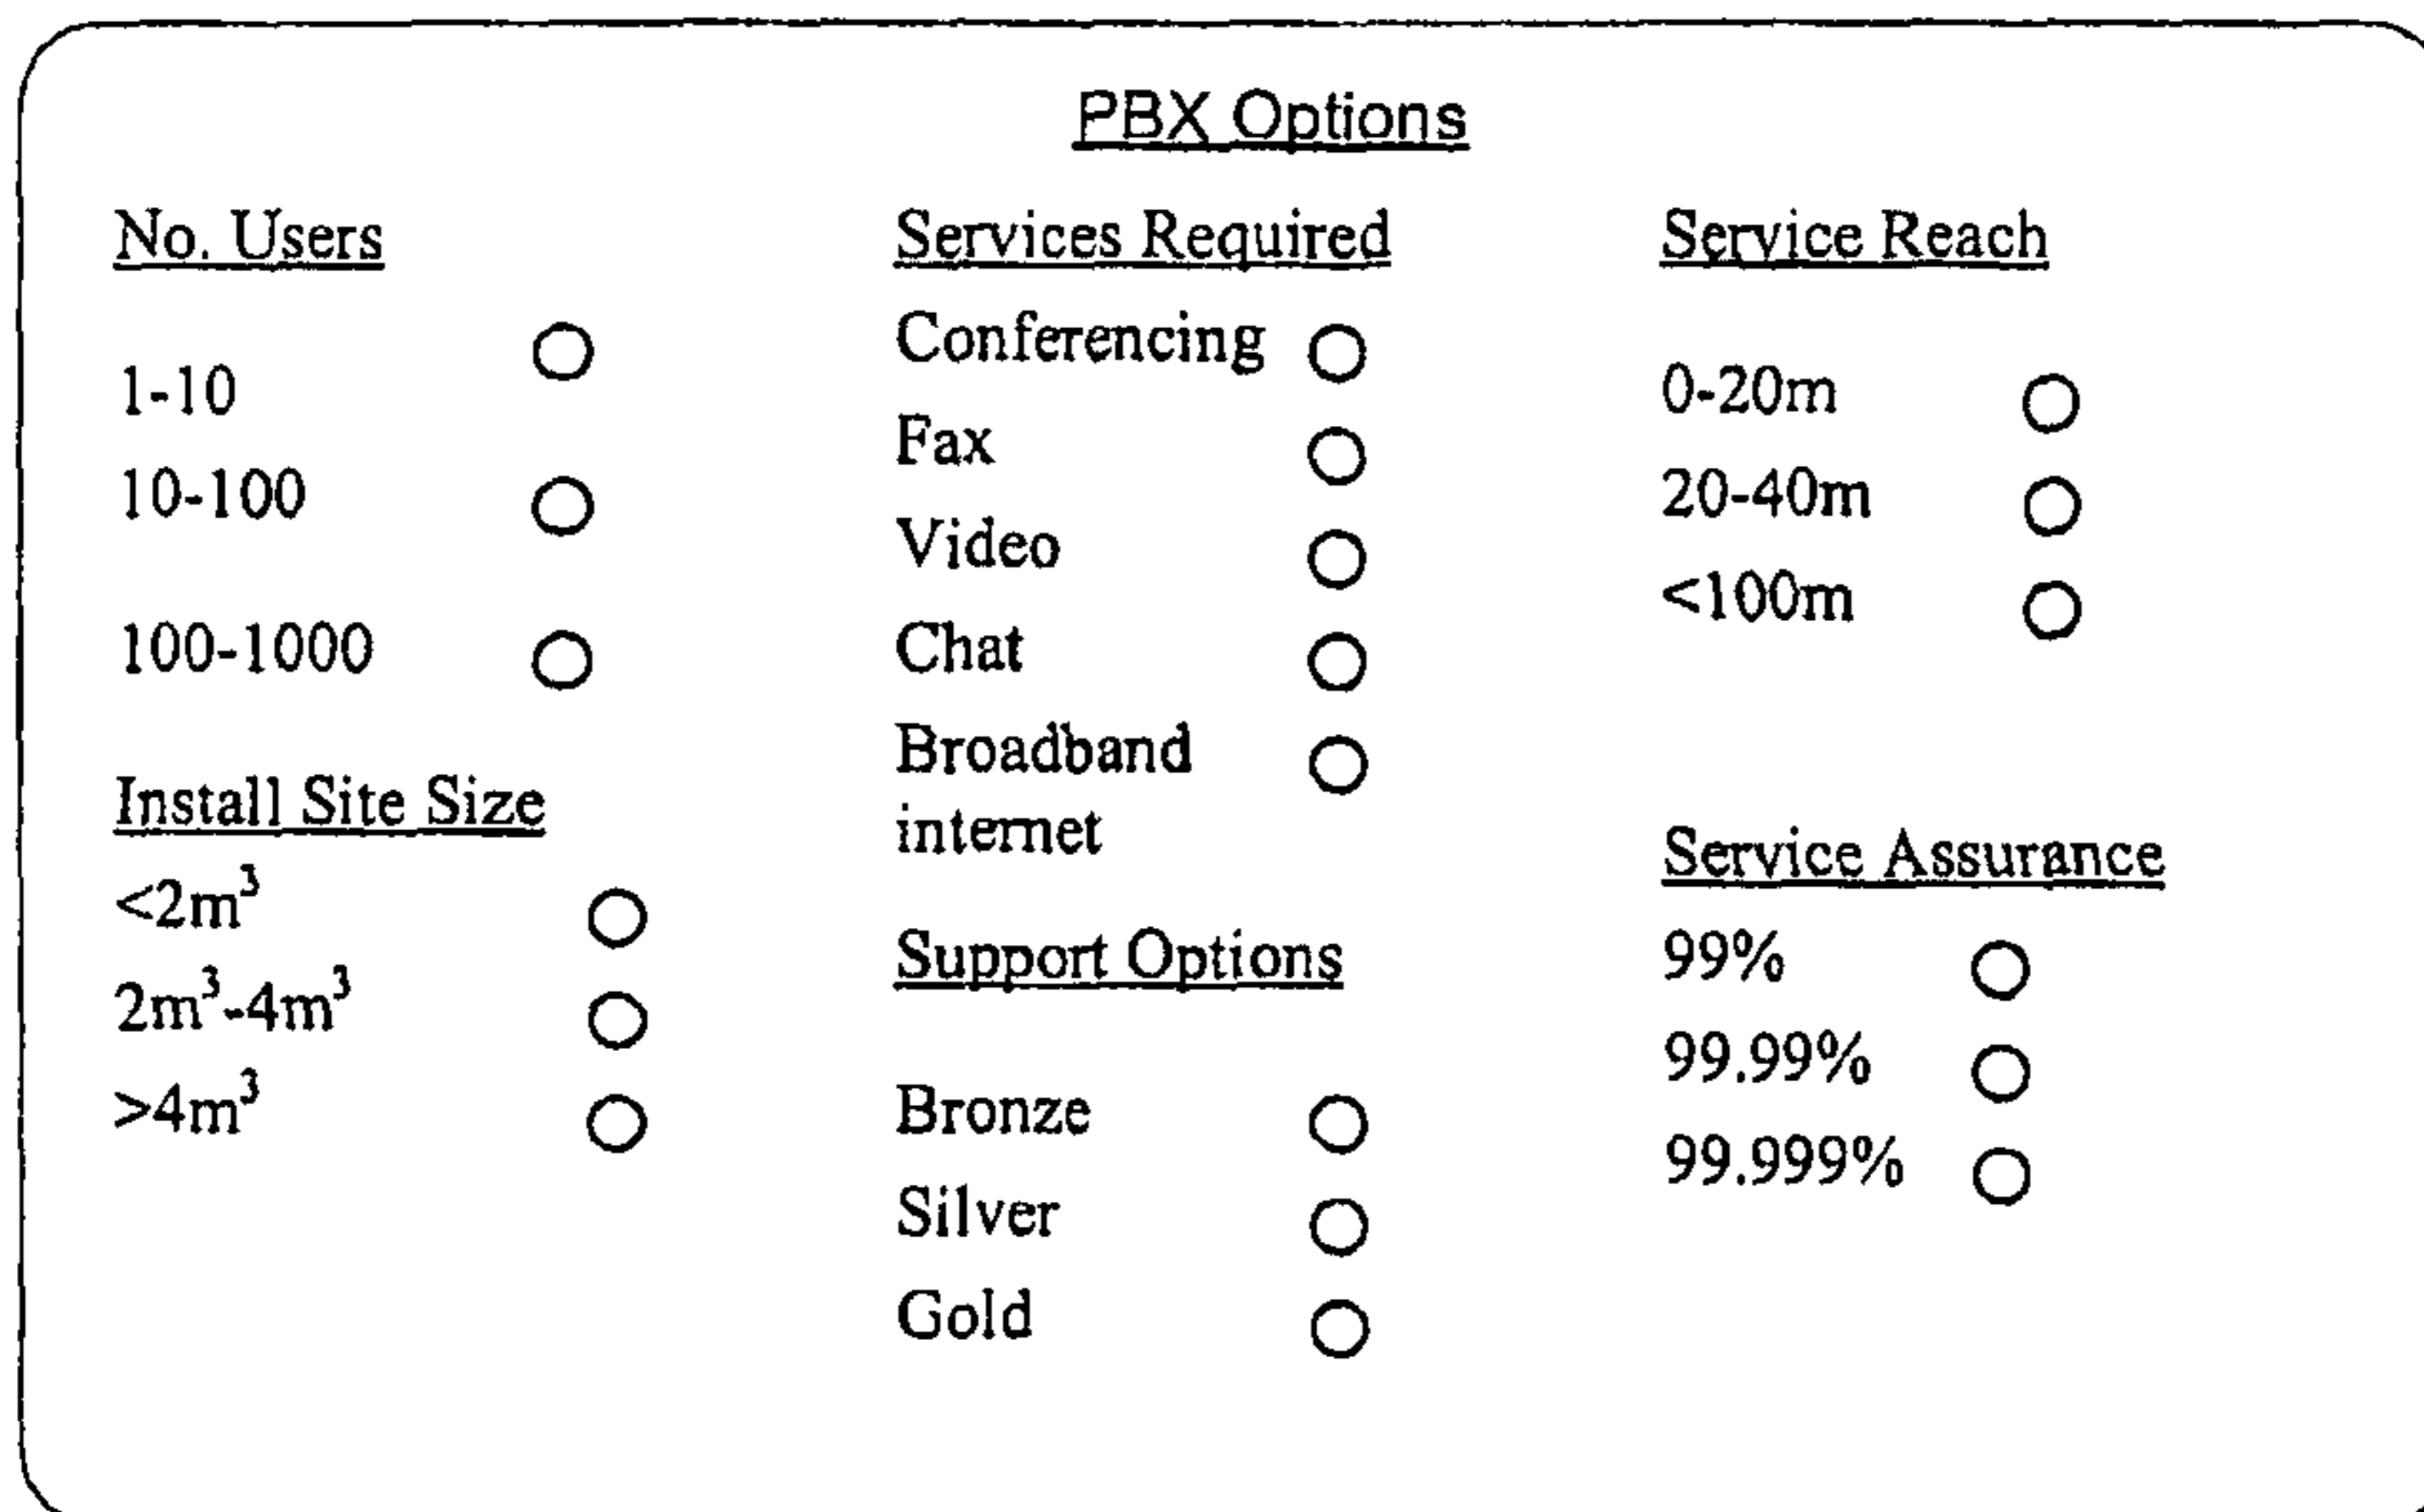 PBX Options
No. Users
1-10
10-100
100-1000
Install Site Size
<2m³
2m³-4m³
>4m³
Services Required
Conferencing
Fax
Video
Chat
Broadband
internet
Support Options
Bronze
Silver
Gold
Service Reach
0-20m
20-40m
<100m
Service Assurance
99%
99.99%
99.999%